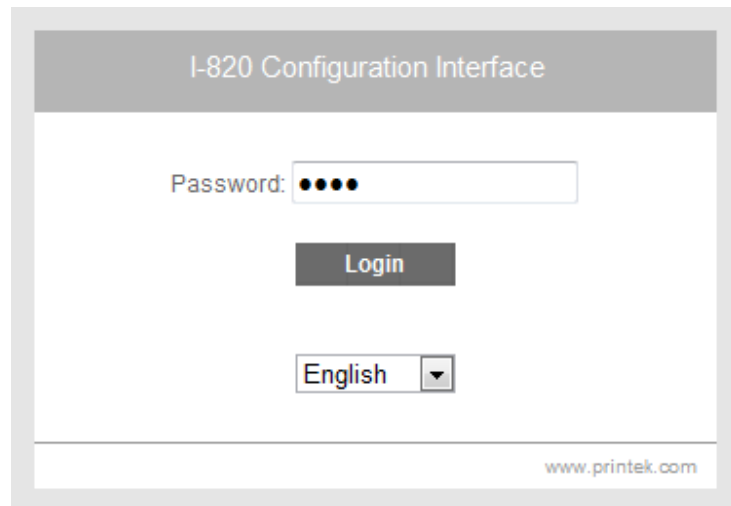 I-820 Configuration Interface
Password: ••••
Login
English
www.printek.com